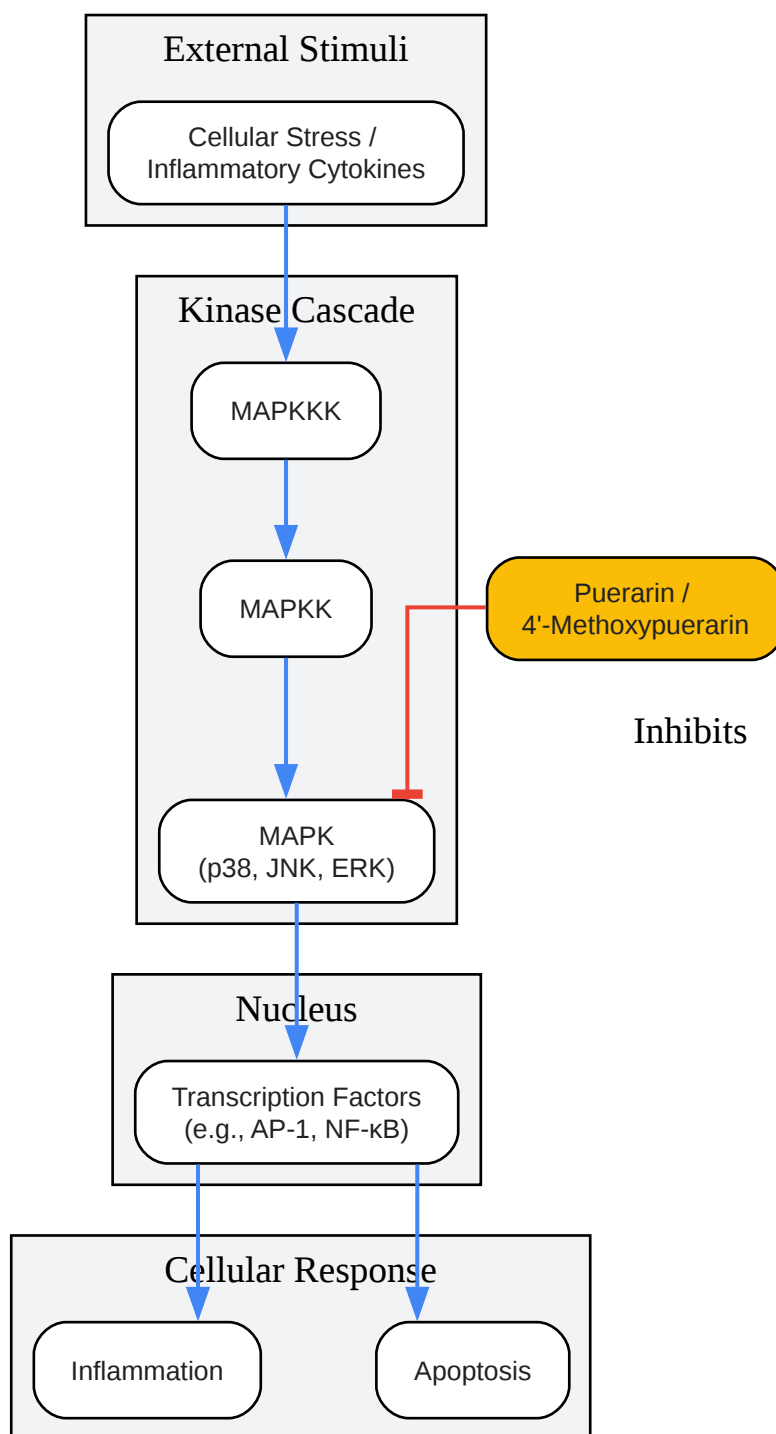 External Stimuli
Cellular Stress /
Inflammatory Cytokines
Kinase Cascade
MAPKKK
MAPKK
Puerarin /
4'-Methoxypuerarin
Inhibits
MAPK
(p38, JNK, ERK)
Nucleus
Transcription Factors
(e.g., AP-1, NF-κB)
Cellular Response
Inflammation
Apoptosis